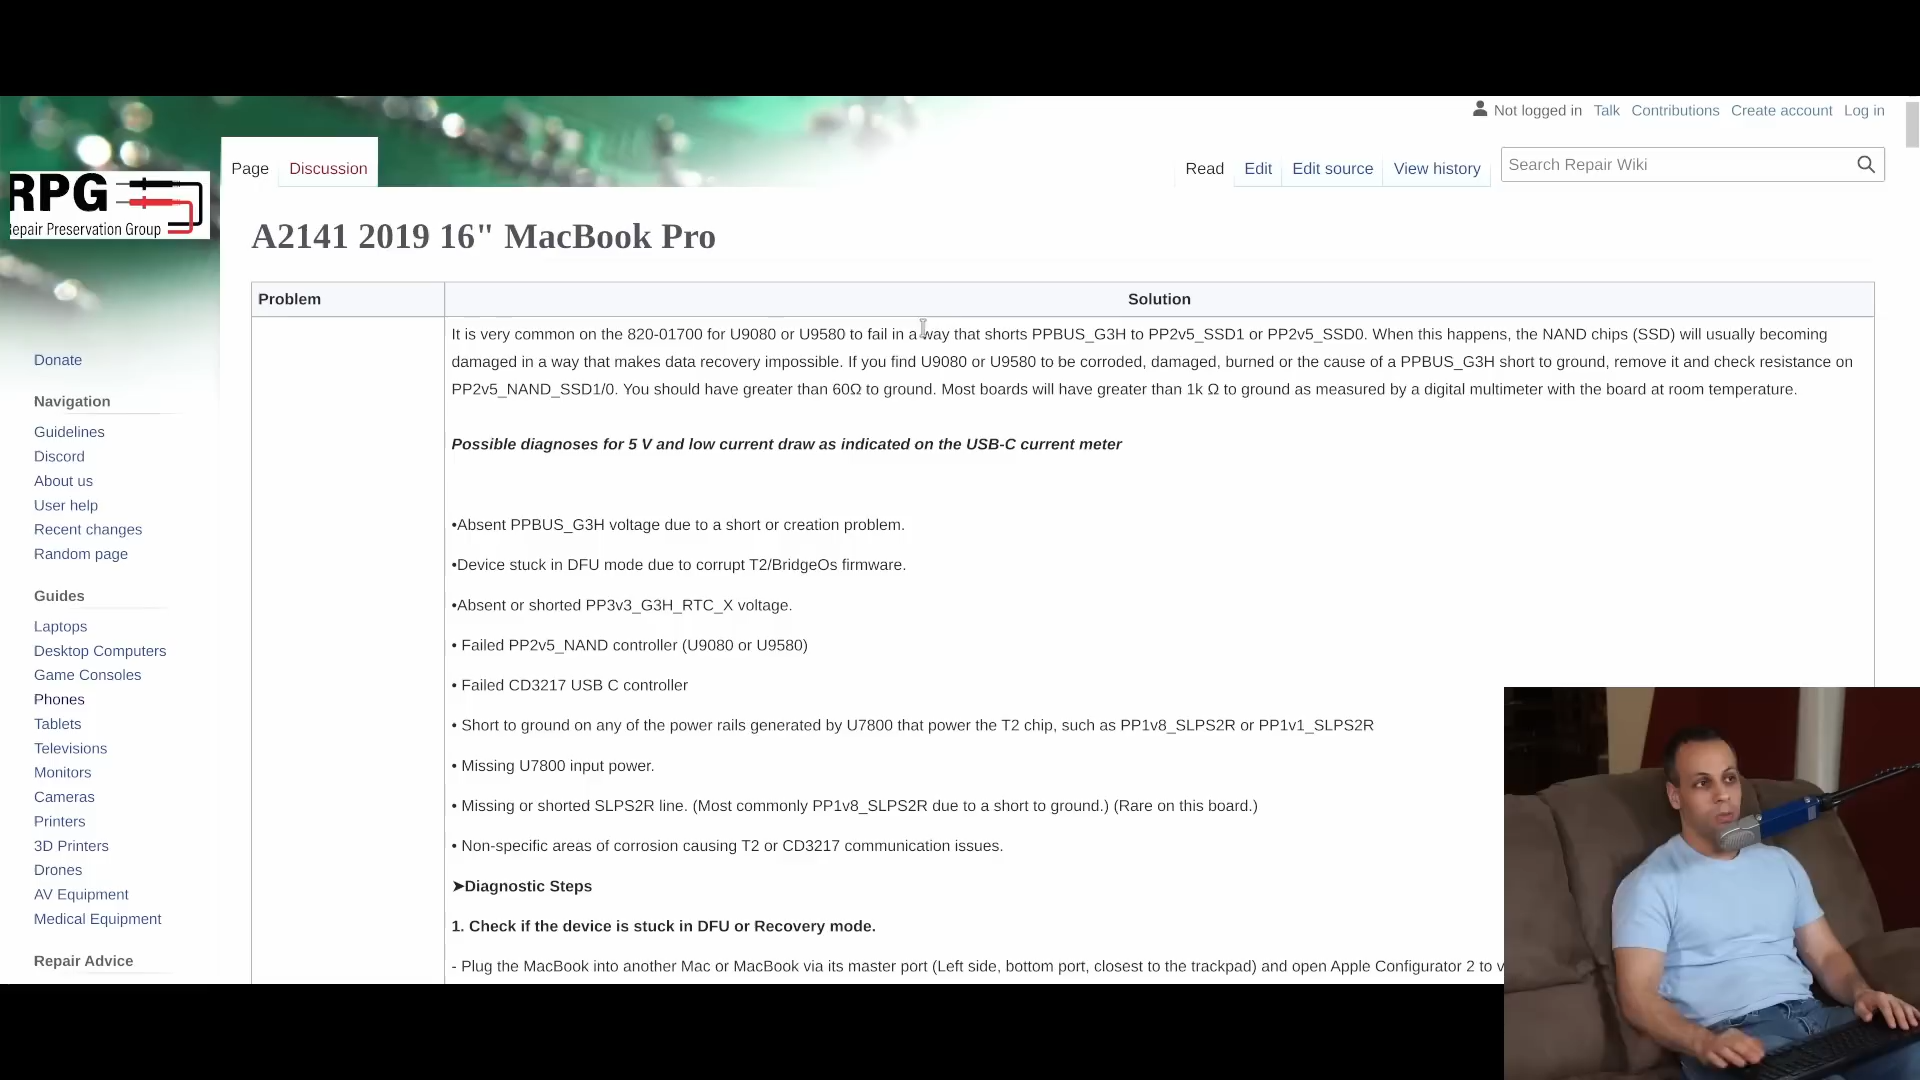 Not logged in Talk Contributions Create account Log in
Page Discussion Read Edit Edit source View history Search Repair Wiki
RPG
Repair Preservation Group
A2141 2019 16" MacBook Pro
Problem Solution
It is very common on the 820-01700 for U9080 or U9580 to fail in a way that shorts PPBUS_G3H to PP2v5_SSD1 or PP2v5_SSD0. When this happens, the NAND chips (SSD) will usually becoming
damaged in a way that makes data recovery impossible. If you find U9080 or U9580 to be corroded, damaged, burned or the cause of a PPBUS_G3H short to ground, remove it and check resistance on
PP2v5_NAND_SSD1/0. You should have greater than 60Ω to ground. Most boards will have greater than 1k Ω to ground as measured by a digital multimeter with the board at room temperature.
Possible diagnoses for 5 V and low current draw as indicated on the USB-C current meter
•Absent PPBUS_G3H voltage due to a short or creation problem.
•Device stuck in DFU mode due to corrupt T2/BridgeOs firmware.
•Absent or shorted PP3v3_G3H_RTC_X voltage.
• Failed PP2v5_NAND controller (U9080 or U9580)
• Failed CD3217 USB C controller
• Short to ground on any of the power rails generated by U7800 that power the T2 chip, such as PP1v8_SLPS2R or PP1v1_SLPS2R
• Missing U7800 input power.
• Missing or shorted SLPS2R line. (Most commonly PP1v8_SLPS2R due to a short to ground.) (Rare on this board.)
• Non-specific areas of corrosion causing T2 or CD3217 communication issues.
➤Diagnostic Steps
1. Check if the device is stuck in DFU or Recovery mode.
- Plug the MacBook into another Mac or MacBook via its master port (Left side, bottom port, closest to the trackpad) and open Apple Configurator 2 to v
Donate
Navigation
Guidelines
Discord
About us
User help
Recent changes
Random page
Guides
Laptops
Desktop Computers
Game Consoles
Phones
Tablets
Televisions
Monitors
Cameras
Printers
3D Printers
Drones
AV Equipment
Medical Equipment
Repair Advice